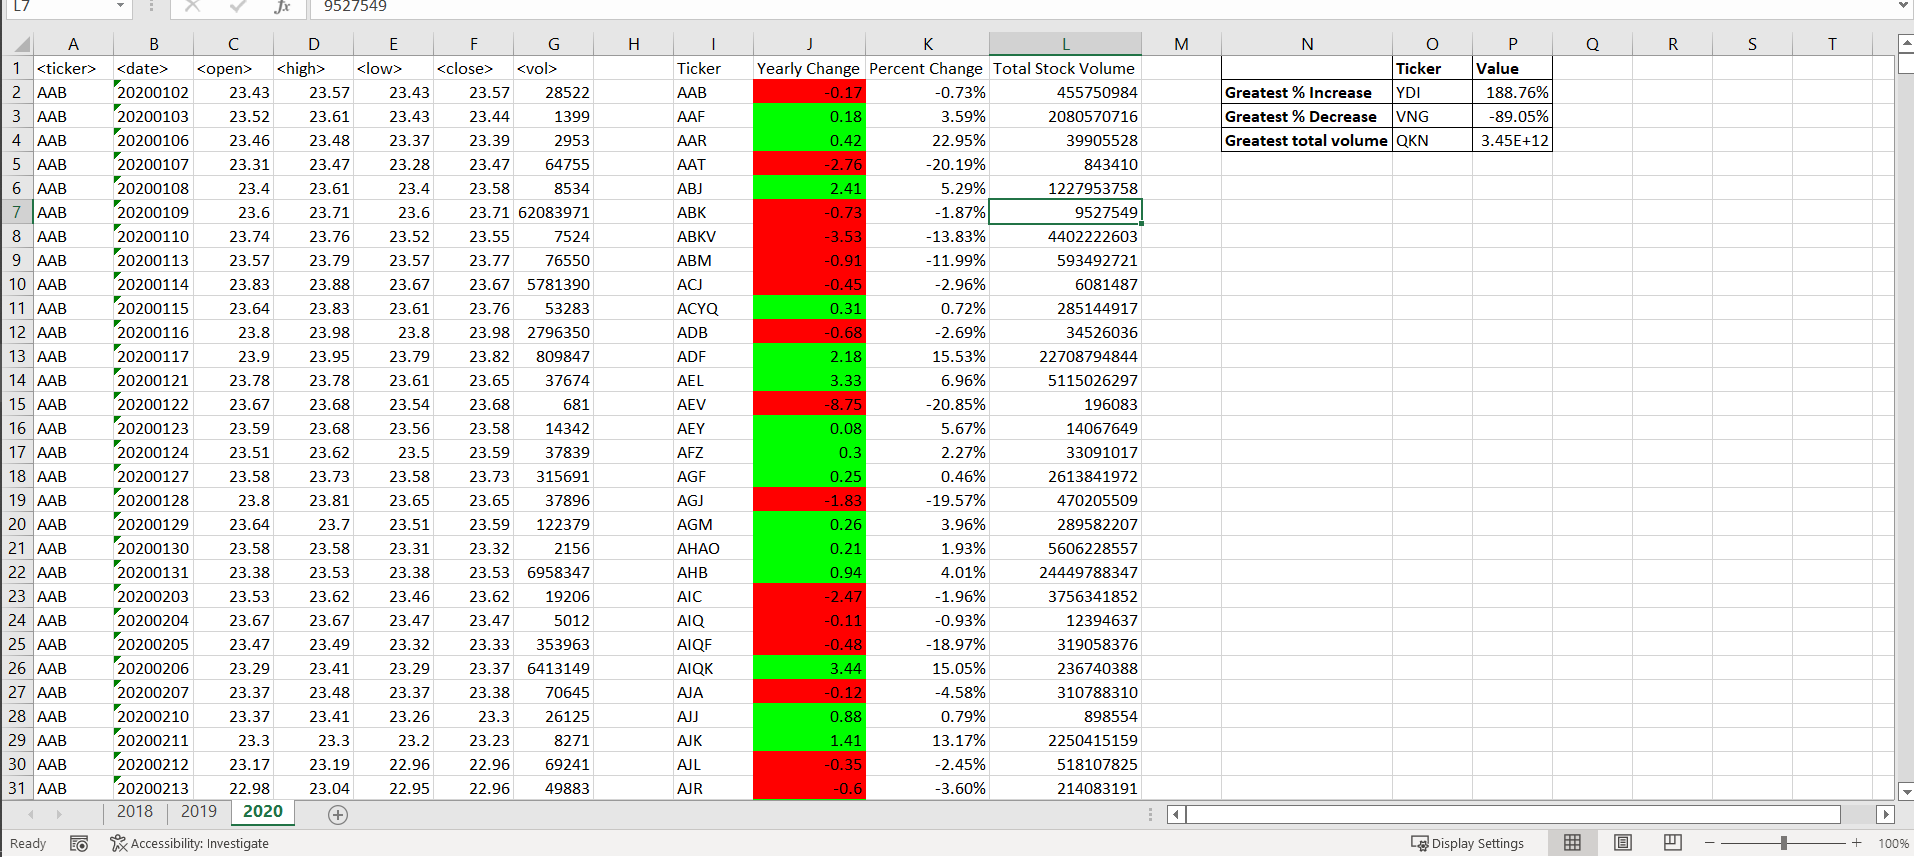 L7 fx 9527549
A B C D E F G H I J K L M N O P Q R S T
1 <ticker> <date> <open> <high> <low> <close> <vol> Ticker Yearly Change Percent Change Total Stock Volume Ticker Value
2 AAB 20200102 23.43 23.57 23.43 23.57 28522 AAB -0.17 -0.73% 455750984 Greatest % Increase YDI 188.76%
3 AAB 20200103 23.52 23.61 23.43 23.44 1399 AAF 0.18 3.59% 2080570716 Greatest % Decrease VNG -89.05%
4 AAB 20200106 23.46 23.48 23.37 23.39 2953 AAR 0.42 22.95% 39905528 Greatest total volume QKN 3.45E+12
5 AAB 20200107 23.31 23.47 23.28 23.47 64755 AAT -2.76 -20.19% 843410
6 AAB 20200108 23.4 23.61 23.4 23.58 8534 ABJ 2.41 5.29% 1227953758
7 AAB 20200109 23.6 23.71 23.6 23.71 62083971 ABK -0.73 -1.87% 9527549
8 AAB 20200110 23.74 23.76 23.52 23.55 7524 ABKV -3.53 -13.83% 4402222603
9 AAB 20200113 23.57 23.79 23.57 23.77 76550 ABM -0.91 -11.99% 593492721
10 AAB 20200114 23.83 23.88 23.67 23.67 5781390 ACJ -0.45 -2.96% 6081487
11 AAB 20200115 23.64 23.83 23.61 23.76 53283 ACYQ 0.31 0.72% 285144917
12 AAB 20200116 23.8 23.98 23.8 23.98 2796350 ADB -0.68 -2.69% 34526036
13 AAB 20200117 23.9 23.95 23.79 23.82 809847 ADF 2.18 15.53% 22708794844
14 AAB 20200121 23.78 23.78 23.61 23.65 37674 AEL 3.33 6.96% 5115026297
15 AAB 20200122 23.67 23.68 23.54 23.68 681 AEV -8.75 -20.85% 196083
16 AAB 20200123 23.59 23.68 23.56 23.58 14342 AEY 0.08 5.67% 14067649
17 AAB 20200124 23.51 23.62 23.5 23.59 37839 AFZ 0.3 2.27% 33091017
18 AAB 20200127 23.58 23.73 23.58 23.73 315691 AGF 0.25 0.46% 2613841972
19 AAB 20200128 23.8 23.81 23.65 23.65 37896 AGJ -1.83 -19.57% 470205509
20 AAB 20200129 23.64 23.7 23.51 23.59 122379 AGM 0.26 3.96% 289582207
21 AAB 20200130 23.58 23.58 23.31 23.32 2156 AHAO 0.21 1.93% 5606228557
22 AAB 20200131 23.38 23.53 23.38 23.53 6958347 AHB 0.94 4.01% 24449788347
23 AAB 20200203 23.53 23.62 23.46 23.62 19206 AIC -2.47 -1.96% 3756341852
24 AAB 20200204 23.67 23.67 23.47 23.47 5012 AIQ -0.11 -0.93% 12394637
25 AAB 20200205 23.47 23.49 23.32 23.33 353963 AIQF -0.48 -18.97% 319058376
26 AAB 20200206 23.29 23.41 23.29 23.37 6413149 AIQK 3.44 15.05% 236740388
27 AAB 20200207 23.37 23.48 23.37 23.38 70645 AJA -0.12 -4.58% 310788310
28 AAB 20200210 23.37 23.41 23.26 23.3 26125 AJJ 0.88 0.79% 898554
29 AAB 20200211 23.3 23.3 23.2 23.23 8271 AJK 1.41 13.17% 2250415159
30 AAB 20200212 23.17 23.19 22.96 22.96 69241 AJL -0.35 -2.45% 518107825
31 AAB 20200213 22.98 23.04 22.95 22.96 49883 AJR -0.6 -3.60% 214083191
2018 2019 2020
Ready Accessibility: Investigate Display Settings 100%